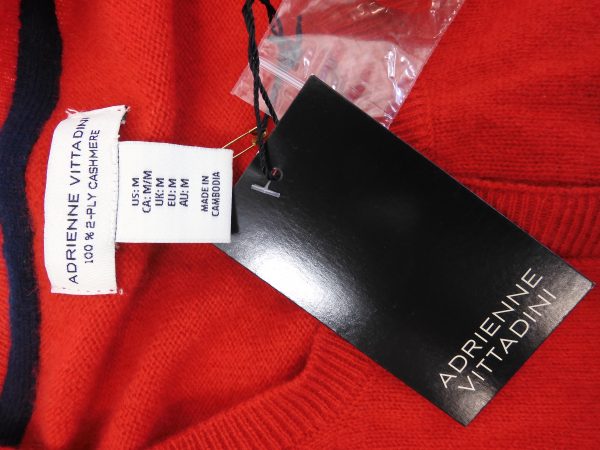 ADRIENNE VITTADINI
100% 2-PLY CASHMERE
US: M
CA: M/M
UK: M
EU: M
AU: M
MADE IN
CAMBODIA
ADRIENNE
VITTADINI